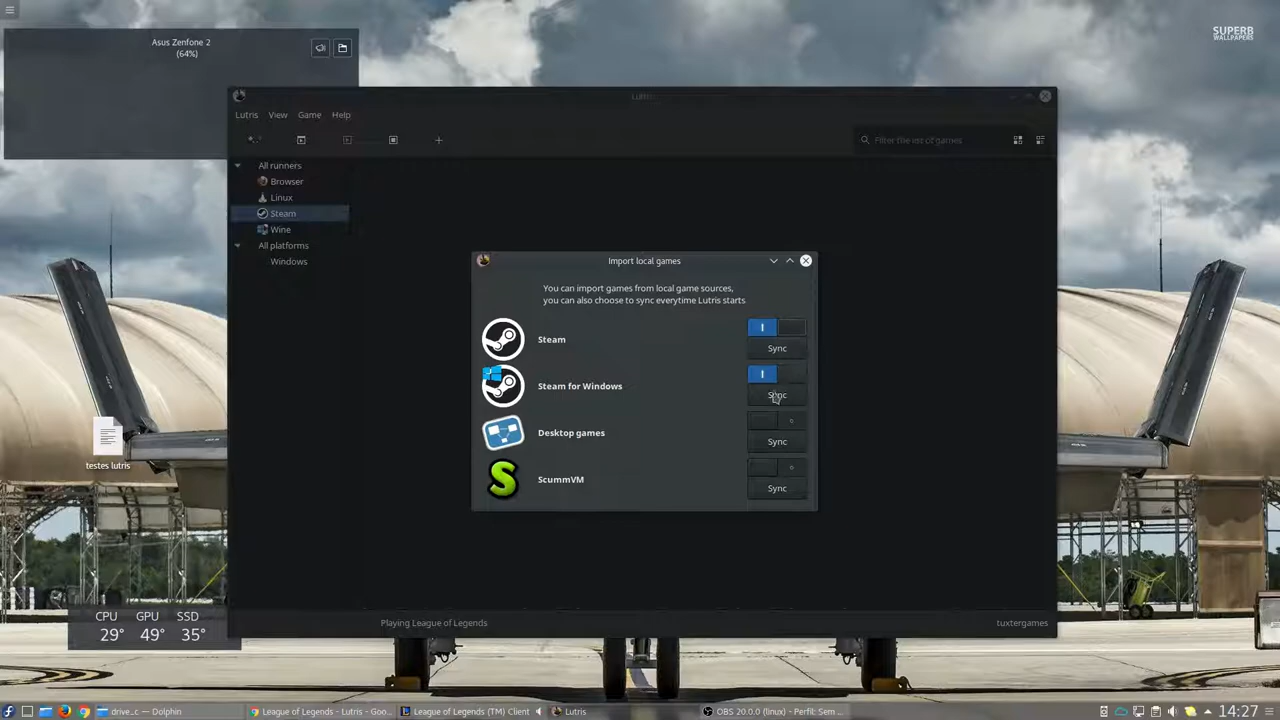 SUPERB
WALLPAPERS
Asus Zenfone 2
(64%)
Lutris
Lutris View Game Help
Filter the list of games
All runners
Browser
Linux
Steam
Wine
All platforms
Windows
Import local games
You can import games from local game sources,
you can also choose to sync everytime Lutris starts
Steam
Sync
Steam for Windows
Sync
Desktop games
Sync
S
ScummVM
Sync
testes lutris
CPU GPU SSD
29° 49° 35°
Playing League of Legends
tuxtergames
drive_c — Dolphin
League of Legends - Lutris - Goo...
League of Legends (TM) Client
Lutris
OBS 20.0.0 (linux) - Perfil: Sem ...
14:27